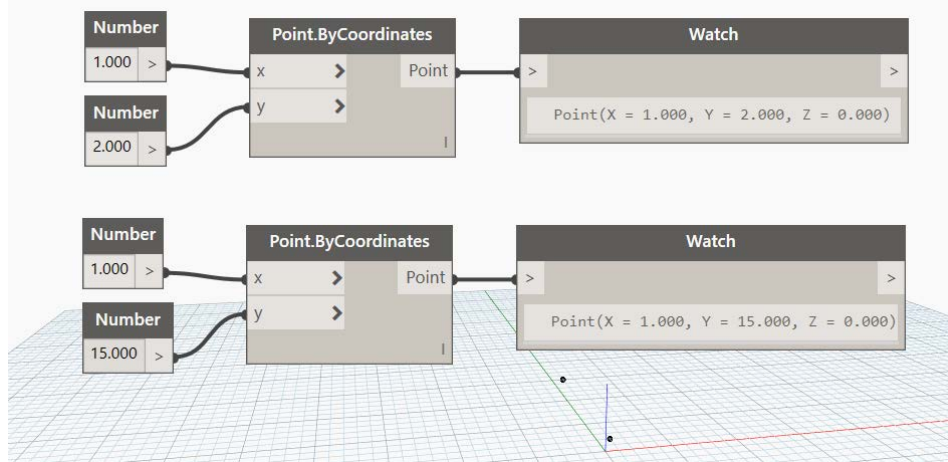 Number
1.000 >
Number
2.000 >
Point.ByCoordinates
x > Point
y >
l
Watch
> >
Point(X = 1.000, Y = 2.000, Z = 0.000)
Number
1.000 >
Number
15.000 >
Point.ByCoordinates
x > Point
y >
l
Watch
> >
Point(X = 1.000, Y = 15.000, Z = 0.000)